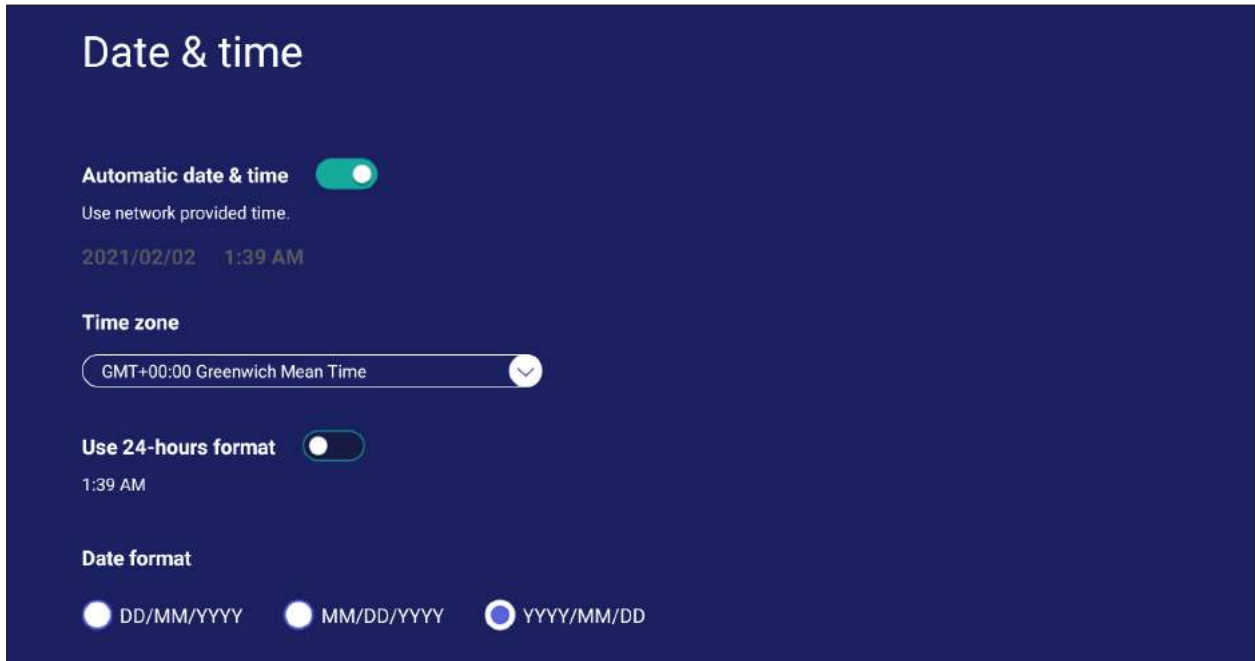 Date & time
Automatic date & time
Use network provided time.
2021/02/02 1:39 AM
Time zone
GMT+00:00 Greenwich Mean Time
Use 24-hours format
1:39 AM
Date format
DD/MM/YYYY MM/DD/YYYY YYYY/MM/DD